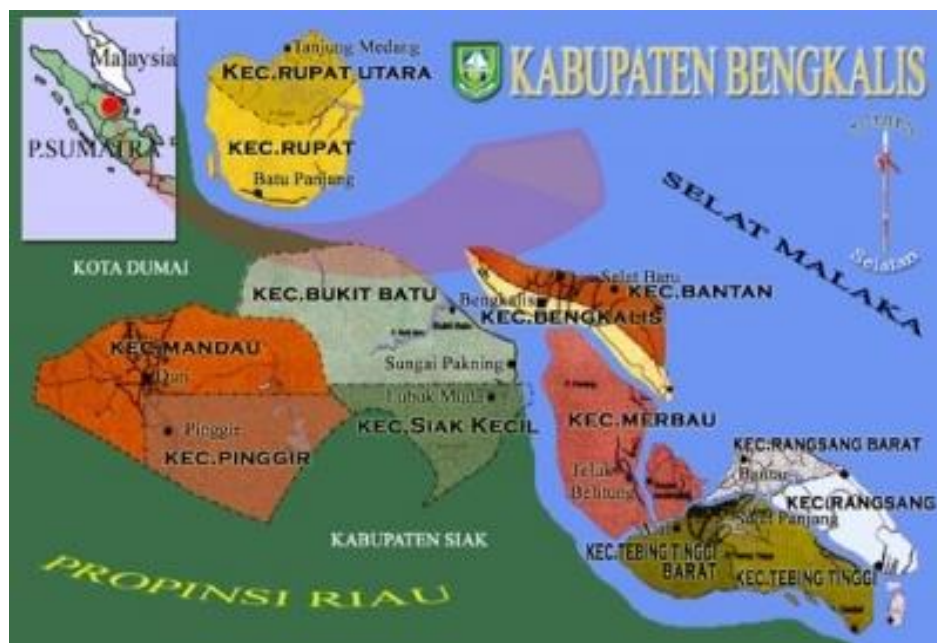 Malaysia
P.SUMATRA
Tanjung Medang
KEC.RUPAT UTARA
KEC.RUPAT
Batu Panjang
KABUPATEN BENGKALIS
Selatan
SELAT MALAKA
KOTA DUMAI
KEC.BUKIT BATU
Selat Baru
KEC.BANTAN
Bengkalis
KEC.BENGKALIS
KEC.MANDAU
Duri
Sungai Pakning
Lubuk Muda
KEC.SIAK KECIL
Pinggir
KEC.PINGGIR
KEC.MERBAU
Telak
Belitung
KEC.RANGSANG BARAT
Bantar
KEC.RANGSANG
Selat Panjang
KEC.TEBING TINGGI
BARAT
KEC.TEBING TINGGI
KABUPATEN SIAK
PROPINSI RIAU